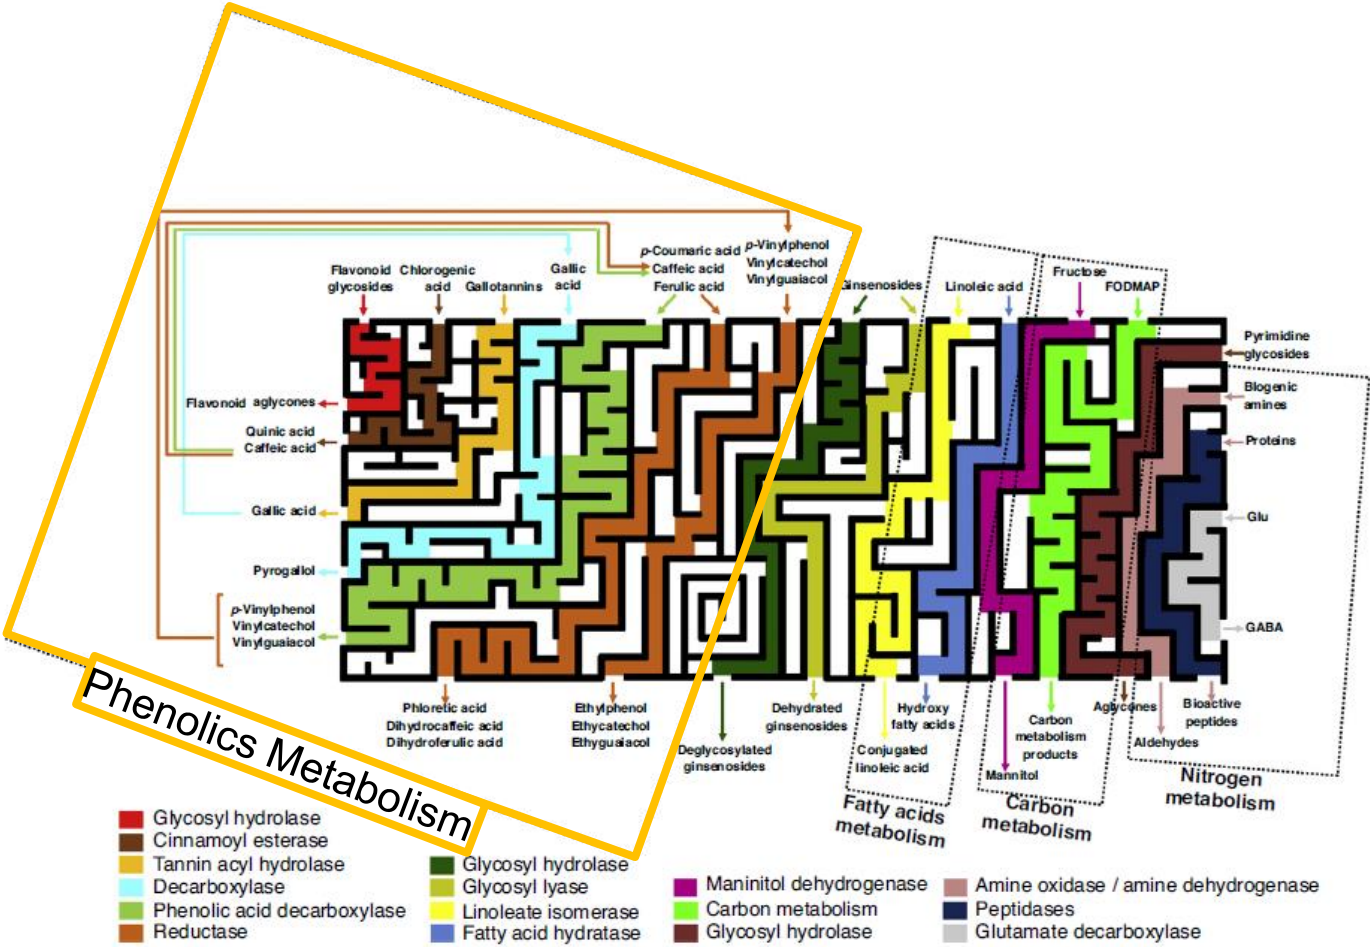 p-Coumaric acid
Caffeic acid
Ferulic acid
p-Vinylphenol
Vinylcatechol
Vinylguaiacol
Flavonoid
glycosides
Chlorogenic
acid
Gallotannins
Gallic
acid
Ginsenosides
Linoleic acid
Fructose
FODMAP
Pyrimidine
glycosides
Biogenic
amines
Proteins
Glu
GABA
Flavonoid aglycones
Quinic acid
Caffeic acid
Gallic acid
Pyrogallol
p-Vinylphenol
Vinylcatechol
Vinylguaiacol
Phloretic acid
Dihydrocaffeic acid
Dihydroferulic acid
Ethylphenol
Ethycatechol
Ethyguaiacol
Deglycosylated
ginsenosides
Dehydrated
ginsenosides
Conjugated
linoleic acid
Hydroxy
fatty acids
Mannitol
Carbon
metabolism
products
Aglycones
Aldehydes
Bioactive
peptides
Phenolics Metabolism
Fatty acids
metabolism
Carbon
metabolism
Nitrogen
metabolism
Glycosyl hydrolase
Cinnamoyl esterase
Tannin acyl hydrolase
Decarboxylase
Phenolic acid decarboxylase
Reductase
Glycosyl hydrolase
Glycosyl lyase
Linoleate isomerase
Fatty acid hydratase
Maninitol dehydrogenase
Carbon metabolism
Glycosyl hydrolase
Amine oxidase / amine dehydrogenase
Peptidases
Glutamate decarboxylase